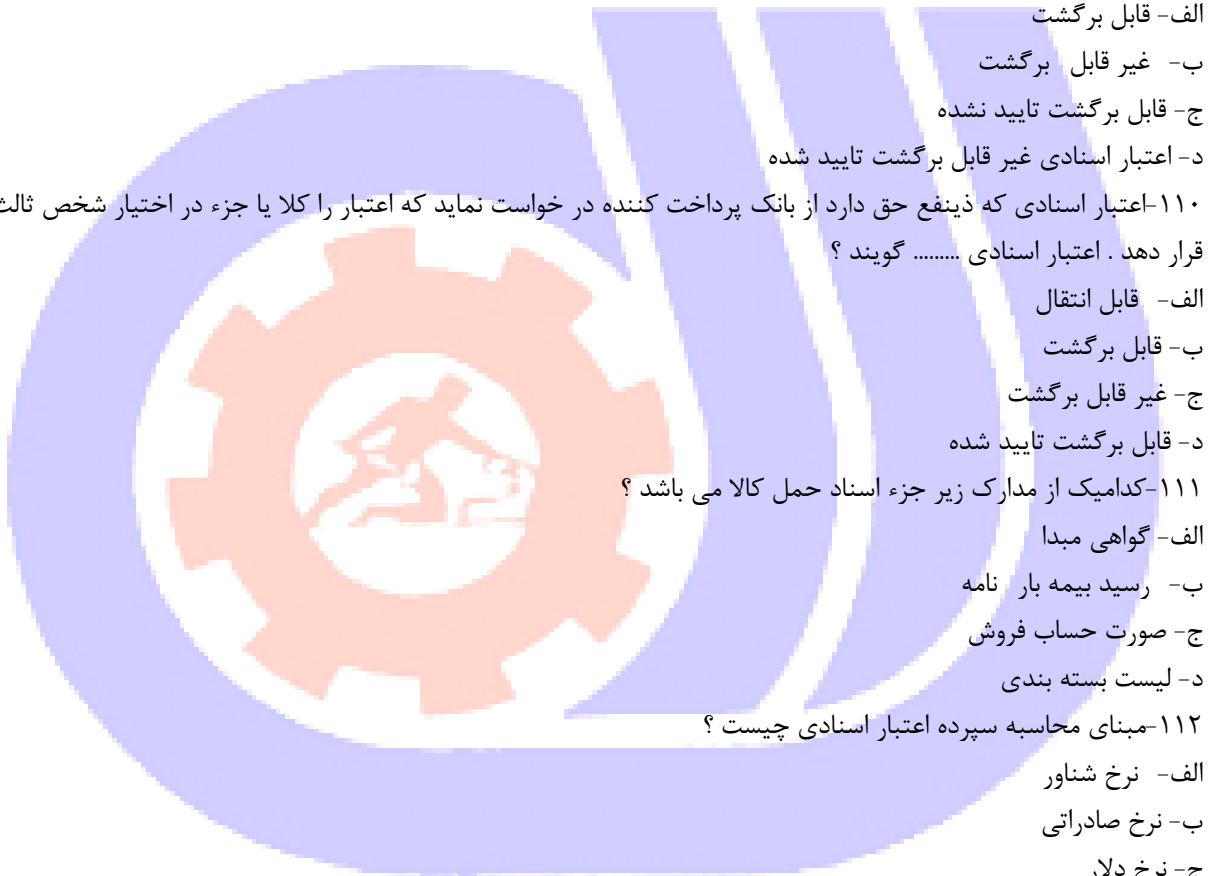 الف- قابل برگشت
ب- غیر قابل برگشت
ج- قابل برگشت تایید نشده
د- اعتبار اسنادی غیر قابل برگشت تایید شده
۱۱۰-اعتبار اسنادی که ذینفع حق دارد از بانک پرداخت کننده در خواست نماید که اعتبار را کلا یا جزء در اختیار شخص ثالث
قرار دهد . اعتبار اسنادی ......... گویند ؟
الف- قابل انتقال
ب- قابل برگشت
ج- غیر قابل برگشت
د- قابل برگشت تایید شده
۱۱۱-کدامیک از مدارک زیر جزء اسناد حمل کالا می باشد ؟
الف- گواهی مبدا
ب- رسید بیمه بار نامه
ج- صورت حساب فروش
د- لیست بسته بندی
۱۱۲-مبنای محاسبه سپرده اعتبار اسنادی چیست ؟
الف- نرخ شناور
ب- نرخ صادراتی
ج- نرخ دلار